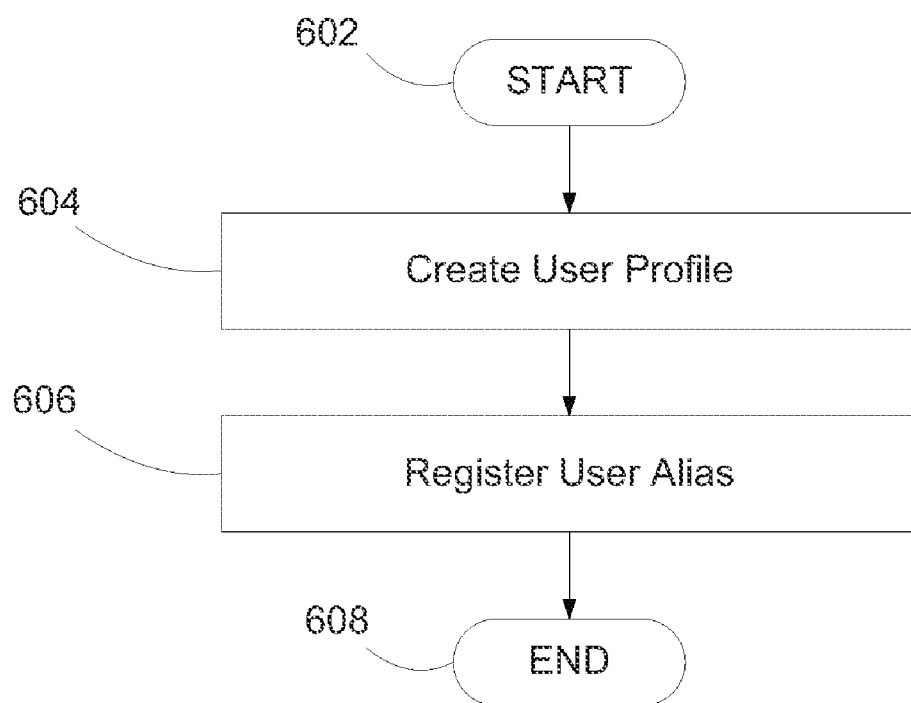 602
START
604
Create User Profile
606
Register User Alias
608
END